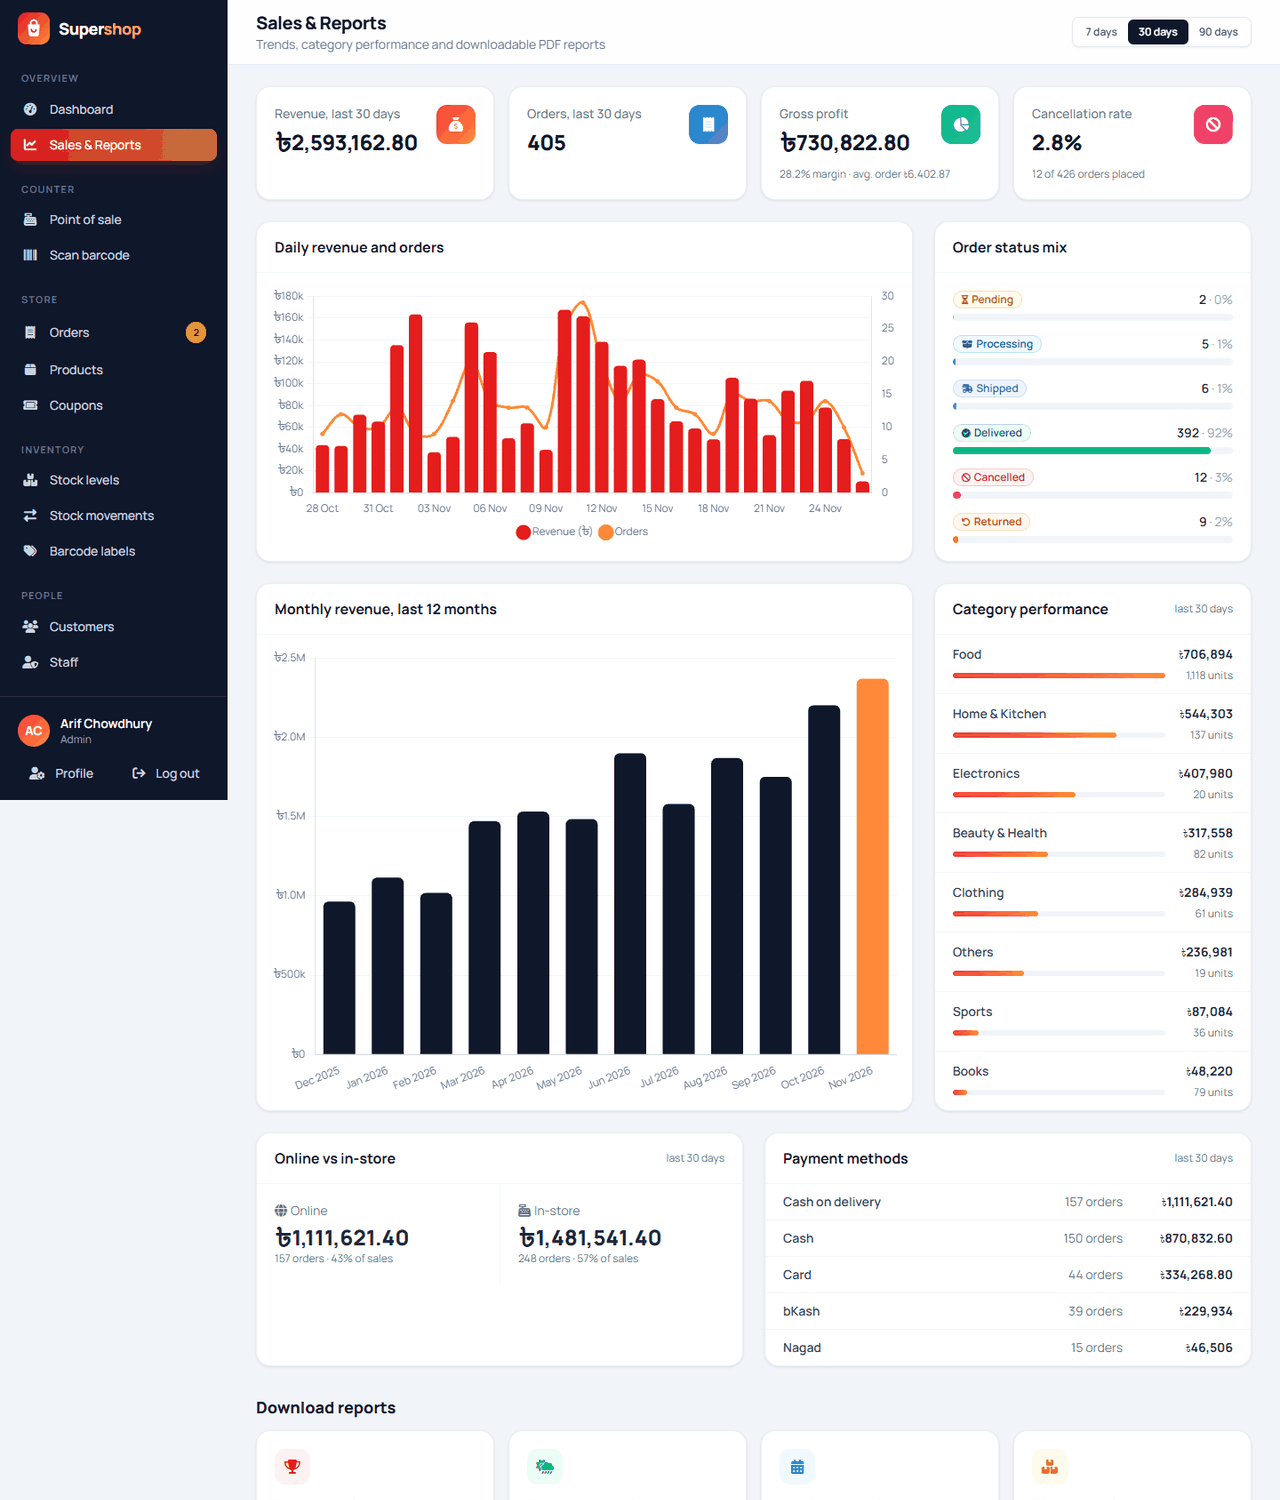 Supershop
OVERVIEW
Dashboard
Sales & Reports
COUNTER
Point of sale
Scan barcode
STORE
Orders 2
Products
Coupons
INVENTORY
Stock levels
Stock movements
Barcode labels
PEOPLE
Customers
Staff
AC
Arif Chowdhury
Admin
Profile
Log out
Sales & Reports
Trends, category performance and downloadable PDF reports
7 days 30 days 90 days
Revenue, last 30 days
৳2,593,162.80
Orders, last 30 days
405
Gross profit
৳730,822.80
28.2% margin · avg. order ৳6,402.87
Cancellation rate
2.8%
12 of 426 orders placed
Daily revenue and orders
৳180k
৳160k
৳140k
৳120k
৳100k
৳80k
৳60k
৳40k
৳20k
৳0
30
25
20
15
10
5
0
28 Oct 31 Oct 03 Nov 06 Nov 09 Nov 12 Nov 15 Nov 18 Nov 21 Nov 24 Nov
Revenue (৳) Orders
Order status mix
Pending 2 · 0%
Processing 5 · 1%
Shipped 6 · 1%
Delivered 392 · 92%
Cancelled 12 · 3%
Returned 9 · 2%
Monthly revenue, last 12 months
৳2.5M
৳2.0M
৳1.5M
৳1.0M
৳500k
৳0
Dec 2025 Jan 2026 Feb 2026 Mar 2026 Apr 2026 May 2026 Jun 2026 Jul 2026 Aug 2026 Sep 2026 Oct 2026 Nov 2026
Category performance last 30 days
Food ৳706,894
1,118 units
Home & Kitchen ৳544,303
137 units
Electronics ৳407,980
20 units
Beauty & Health ৳317,558
82 units
Clothing ৳284,939
61 units
Others ৳236,981
19 units
Sports ৳87,084
36 units
Books ৳48,220
79 units
Online vs in-store last 30 days
Online
৳1,111,621.40
157 orders · 43% of sales
In-store
৳1,481,541.40
248 orders · 57% of sales
Payment methods last 30 days
Cash on delivery 157 orders ৳1,111,621.40
Cash 150 orders ৳870,832.60
Card 44 orders ৳334,268.80
bKash 39 orders ৳229,934
Nagad 15 orders ৳46,506
Download reports